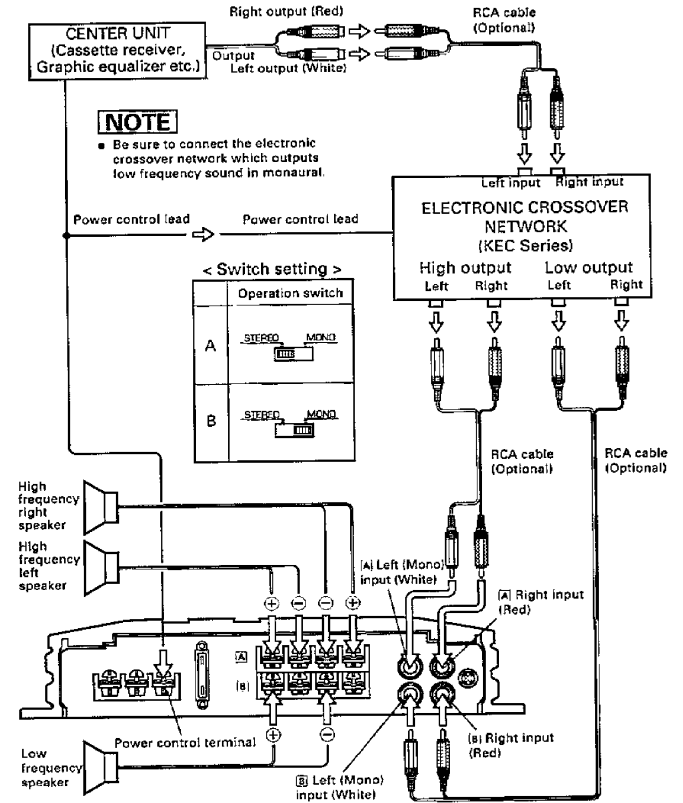 Right output (Red)
RCA cable
(Optional)
CENTER UNIT
(Cassette receiver,
Graphic equalizer etc.)
Output
Left output (White)
NOTE
• Be sure to connect the electronic
crossover network which outputs
low frequency sound in monaural.
Left input Right input
Power control lead
Power control lead
ELECTRONIC CROSSOVER
NETWORK
(KEC Series)
High output Low output
Left Right Left Right
< Switch setting >
Operation switch
A
STEREO MONO
B
STEREO MONO
RCA cable
(Optional)
RCA cable
(Optional)
High
frequency
right
speaker
High
frequency
left
speaker
[A] Left (Mono)
input (White)
[A] Right input
(Red)
⊕ ⊖ ⊖ ⊕
[A]
[B]
⊕ ⊖
Power control terminal
[B] Right input
(Red)
Low
frequency
speaker
[B] Left (Mono)
input (White)